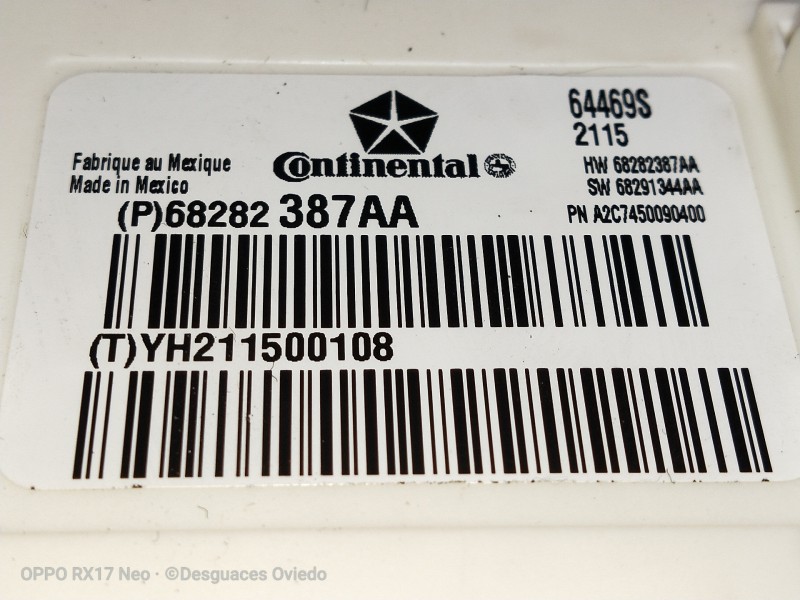 64469S
2115
Fabrique au Mexique
Made in Mexico
Continental
HW 68282387AA
SW 68291344AA
PN A2C7450090400
(P)68282 387AA
(T)YH211500108
OPPO RX17 Neo · ©Desguaces Oviedo